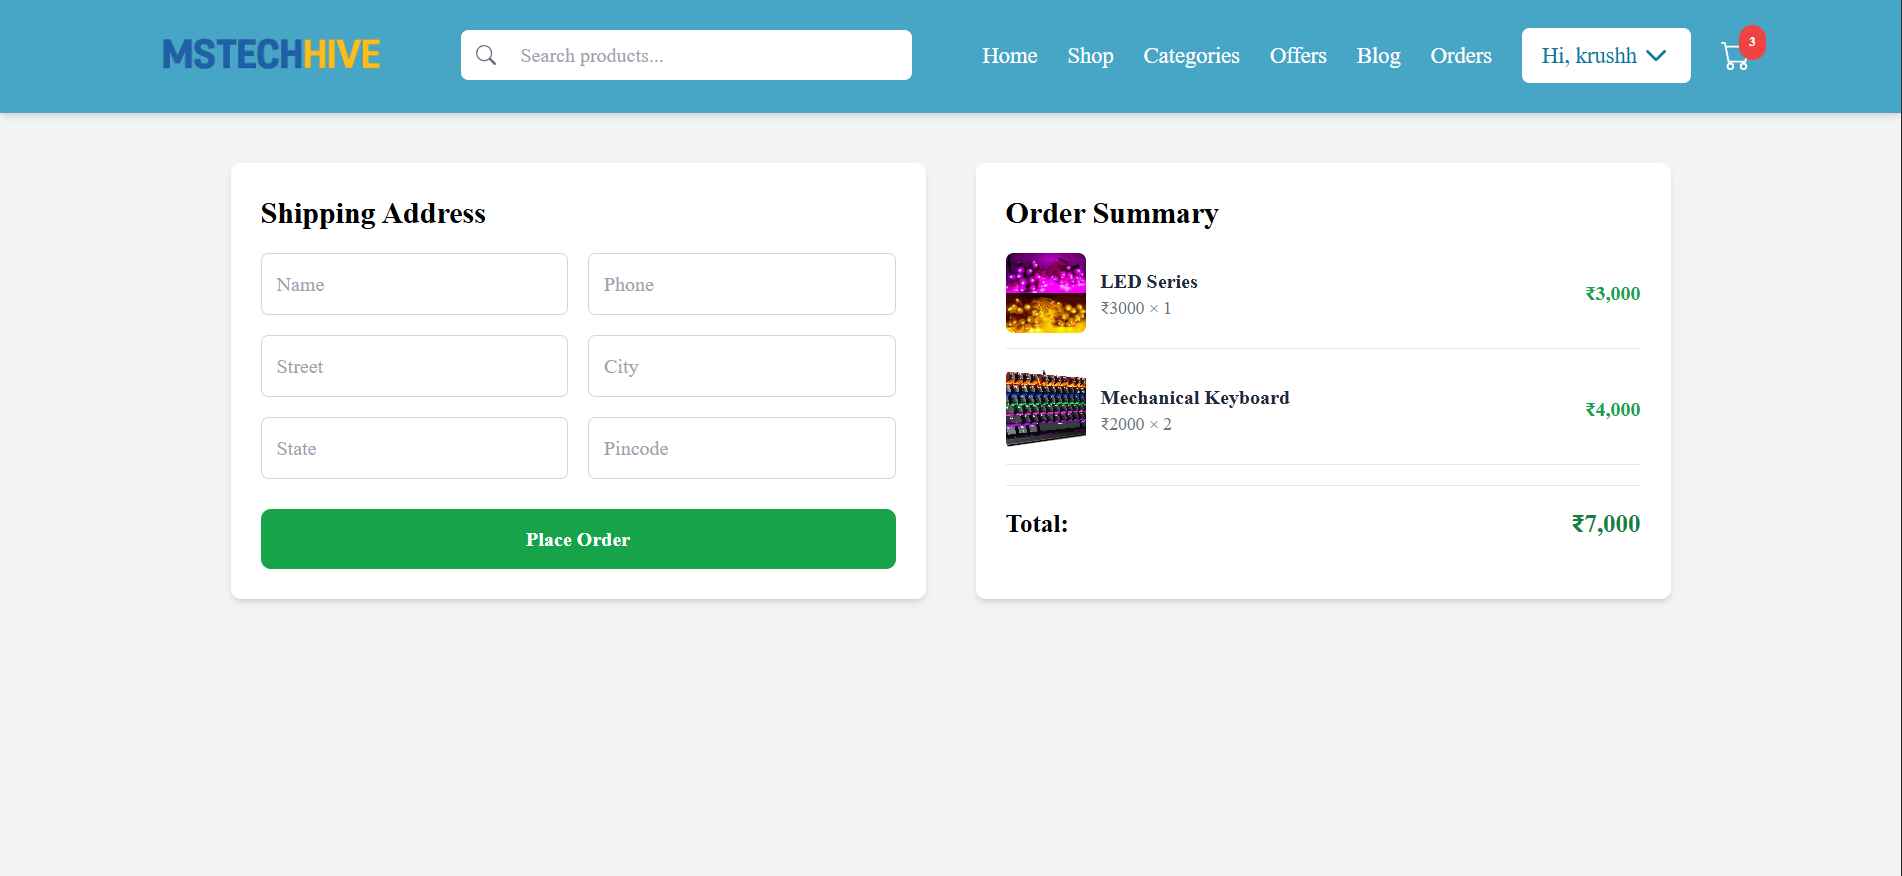 MSTECHHIVE
Search products...
Home Shop Categories Offers Blog Orders Hi, krushh 3
Shipping Address
Name Phone
Street City
State Pincode
Place Order
Order Summary
LED Series
₹3000 × 1
₹3,000
Mechanical Keyboard
₹2000 × 2
₹4,000
Total: ₹7,000